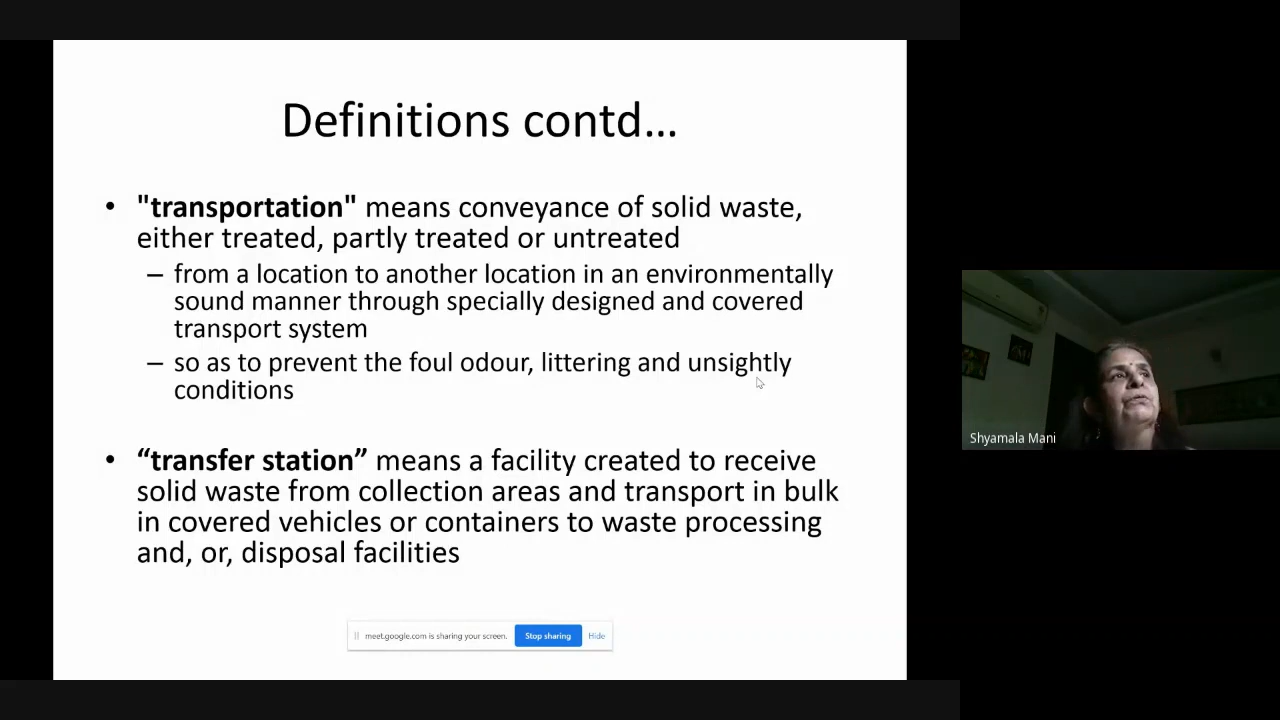 Definitions contd...
• "transportation" means conveyance of solid waste,
either treated, partly treated or untreated
– from a location to another location in an environmentally
sound manner through specially designed and covered
transport system
– so as to prevent the foul odour, littering and unsightly
conditions
• “transfer station” means a facility created to receive
solid waste from collection areas and transport in bulk
in covered vehicles or containers to waste processing
and, or, disposal facilities
meet.google.com is sharing your screen. Stop sharing Hide
Shyamala Mani